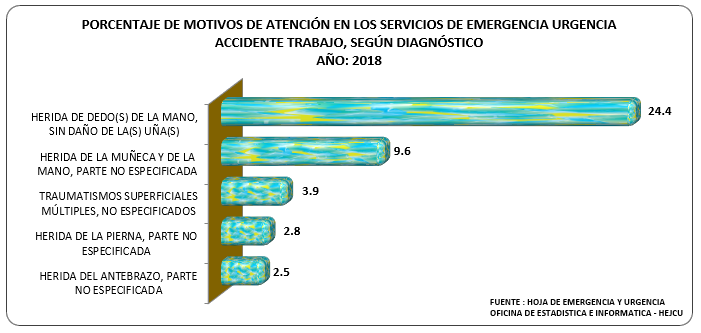 PORCENTAJE DE MOTIVOS DE ATENCIÓN EN LOS SERVICIOS DE EMERGENCIA URGENCIA
ACCIDENTE TRABAJO, SEGÚN DIAGNÓSTICO
AÑO: 2018
HERIDA DE DEDO(S) DE LA MANO,
SIN DAÑO DE LA(S) UÑA(S)
24.4
HERIDA DE LA MUÑECA Y DE LA
MANO, PARTE NO ESPECIFICADA
9.6
TRAUMATISMOS SUPERFICIALES
MÚLTIPLES, NO ESPECIFICADOS
3.9
HERIDA DE LA PIERNA, PARTE NO
ESPECIFICADA
2.8
HERIDA DEL ANTEBRAZO, PARTE
NO ESPECIFICADA
2.5
FUENTE : HOJA DE EMERGENCIA Y URGENCIA
OFICINA DE ESTADISTICA E INFORMATICA - HEJCU